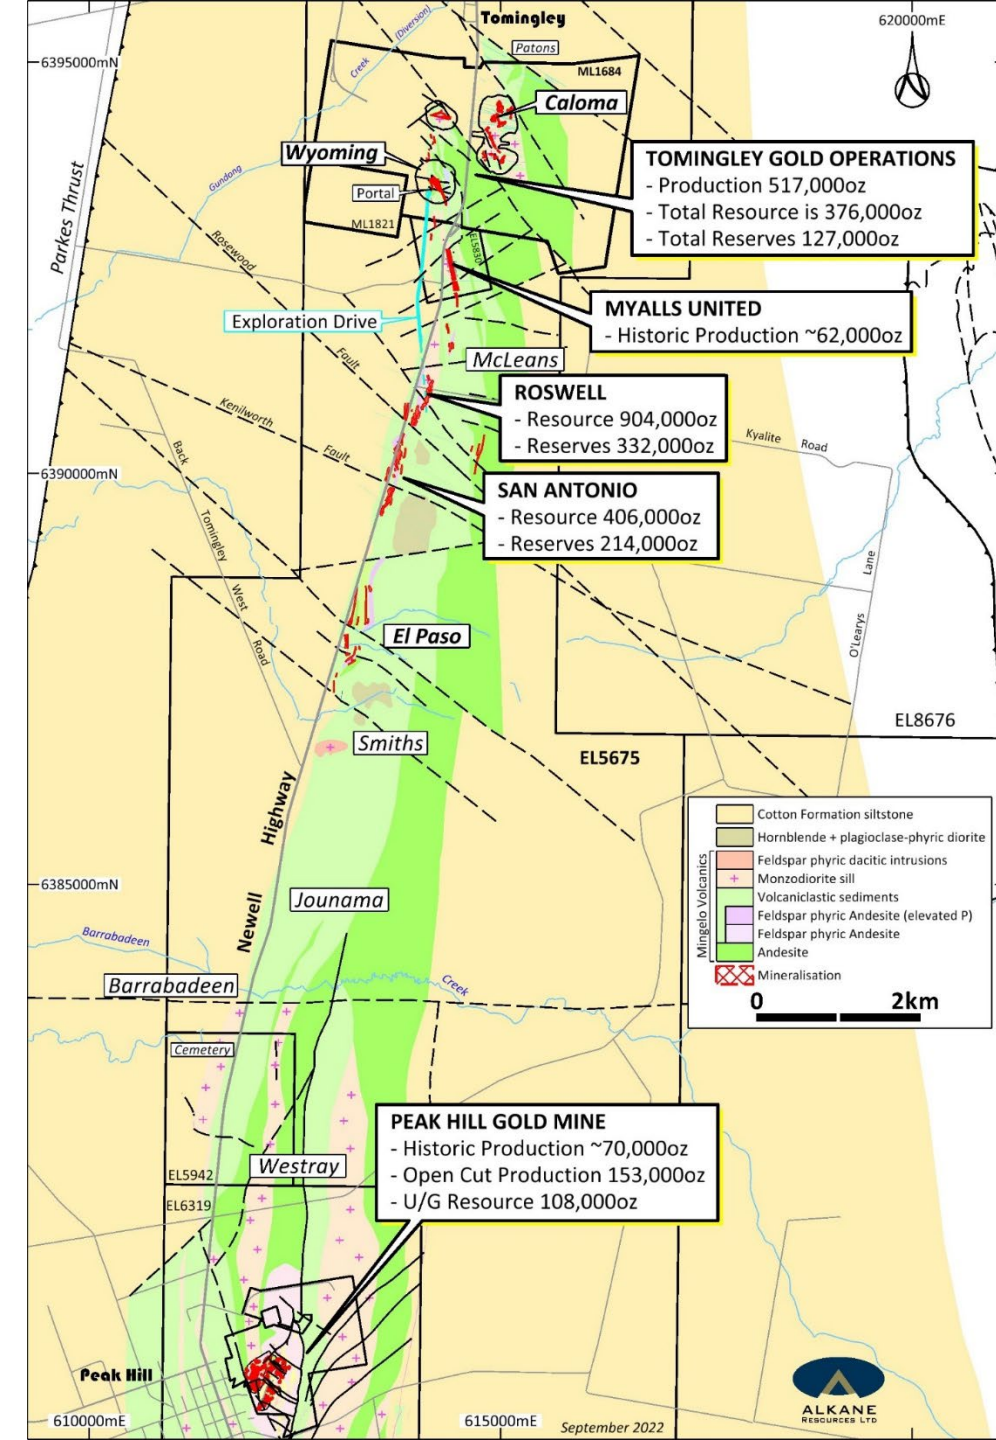 Tomingley
620000mE
6395000mN
Creek
(Diversion)
Patons
ML1684
Caloma
Wyoming
Portal
ML1821
Gundong
Parkes Thrust
TOMINGLEY GOLD OPERATIONS
- Production 517,000oz
- Total Resource is 376,000oz
- Total Reserves 127,000oz
EL5830
Rosewood
Fault
MYALLS UNITED
- Historic Production ~62,000oz
Exploration Drive
McLeans
ROSWELL
- Resource 904,000oz
- Reserves 332,000oz
Kenilworth
Fault
Kyalite Road
6390000mN
SAN ANTONIO
- Resource 406,000oz
- Reserves 214,000oz
Back
Tomingley
West
Road
O'Learys
Lane
El Paso
EL8676
Smiths
EL5675
Newell
Highway
Cotton Formation siltstone
Hornblende + plagioclase-phyric diorite
Mingelo Volcanics
Feldspar phyric dacitic intrusions
+ Monzodiorite sill
Volcaniclastic sediments
Feldspar phyric Andesite (elevated P)
Feldspar phyric Andesite
Andesite
Mineralisation
0 2km
6385000mN
Jounama
Barrabadeen
Creek
Barrabadeen
Cemetery
PEAK HILL GOLD MINE
- Historic Production ~70,000oz
- Open Cut Production 153,000oz
- U/G Resource 108,000oz
Westray
EL5942
EL6319
Peak Hill
610000mE
615000mE
September 2022
ALKANE
RESOURCES LTD